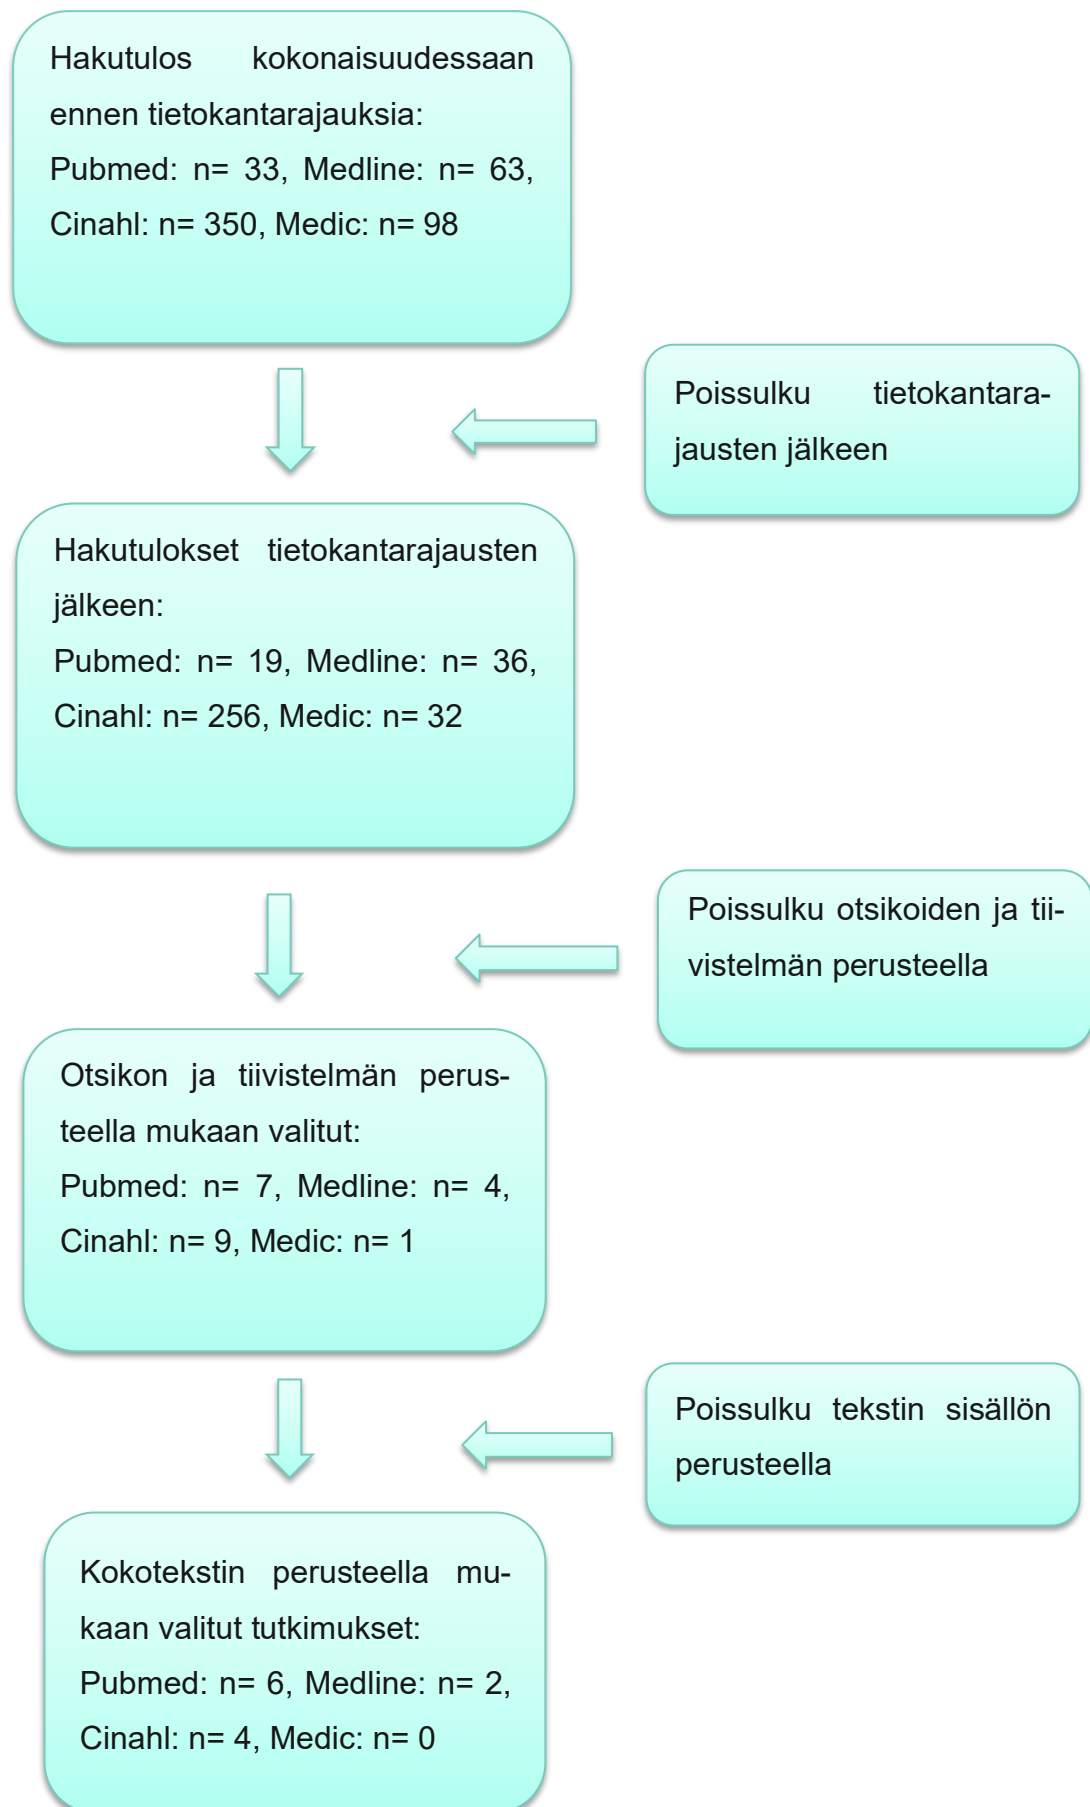 Hakutulos kokonaisuudessaan
ennen tietokantarajauksia:
Pubmed: n= 33, Medline: n= 63,
Cinahl: n= 350, Medic: n= 98
Poissulku tietokantara-
jausten jälkeen
Hakutulokset tietokantarajausten
jälkeen:
Pubmed: n= 19, Medline: n= 36,
Cinahl: n= 256, Medic: n= 32
Poissulku otsikoiden ja tii-
vistelmän perusteella
Otsikon ja tiivistelmän perus-
teella mukaan valitut:
Pubmed: n= 7, Medline: n= 4,
Cinahl: n= 9, Medic: n= 1
Poissulku tekstin sisällön
perusteella
Kokotekstin perusteella mu-
kaan valitut tutkimukset:
Pubmed: n= 6, Medline: n= 2,
Cinahl: n= 4, Medic: n= 0